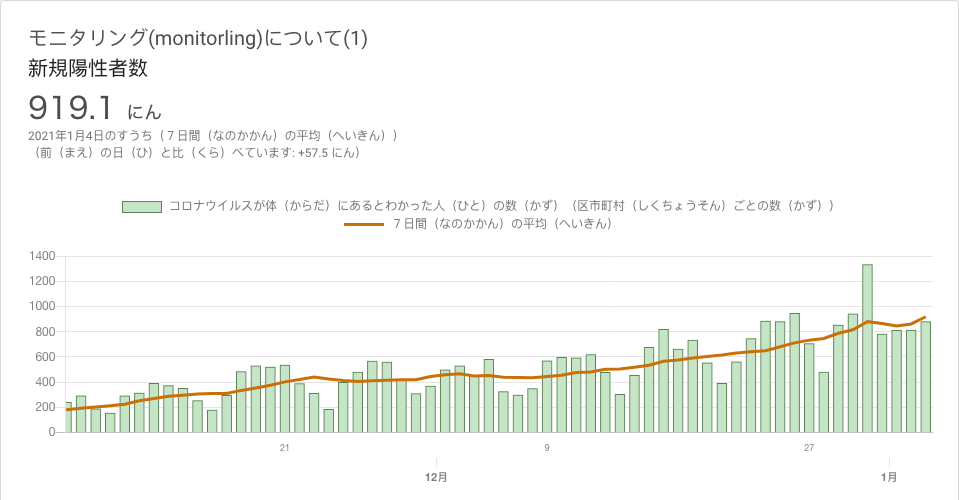 モニタリング(monitorling)について(1)
新規陽性者数
919.1 にん
2021年1月4日のすうち（７日間（なのかかん）の平均（へいきん））
（前（まえ）の日（ひ）と比（くら）べています: +57.5 にん）
コロナウイルスが体（からだ）にあるとわかった人（ひと）の数（かず）（区市町村（しくちょうそん）ごとの数（かず））
７日間（なのかかん）の平均（へいきん）
1400
1200
1000
800
600
400
200
0
21 9 27
12月 1月